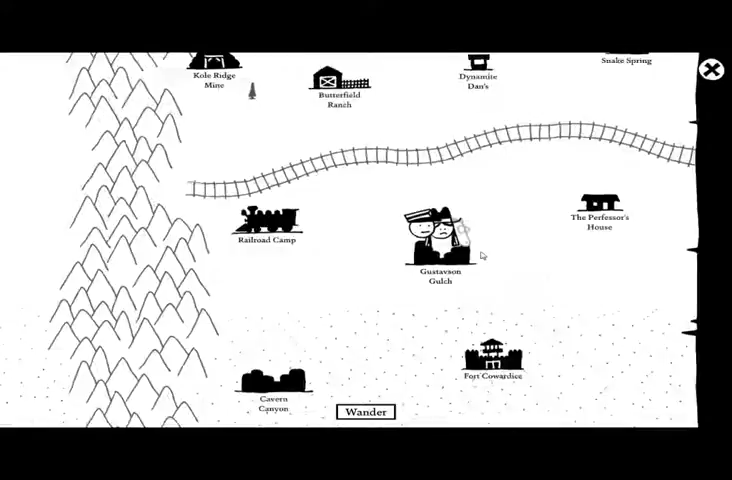 Snake Spring
Kole Ridge
Mine
Dynamite
Dan's
Butterfield
Ranch
The Perfessor's
House
Railroad Camp
Gustavson
Gulch
Fort Cowardice
Cavern
Canyon
Wander